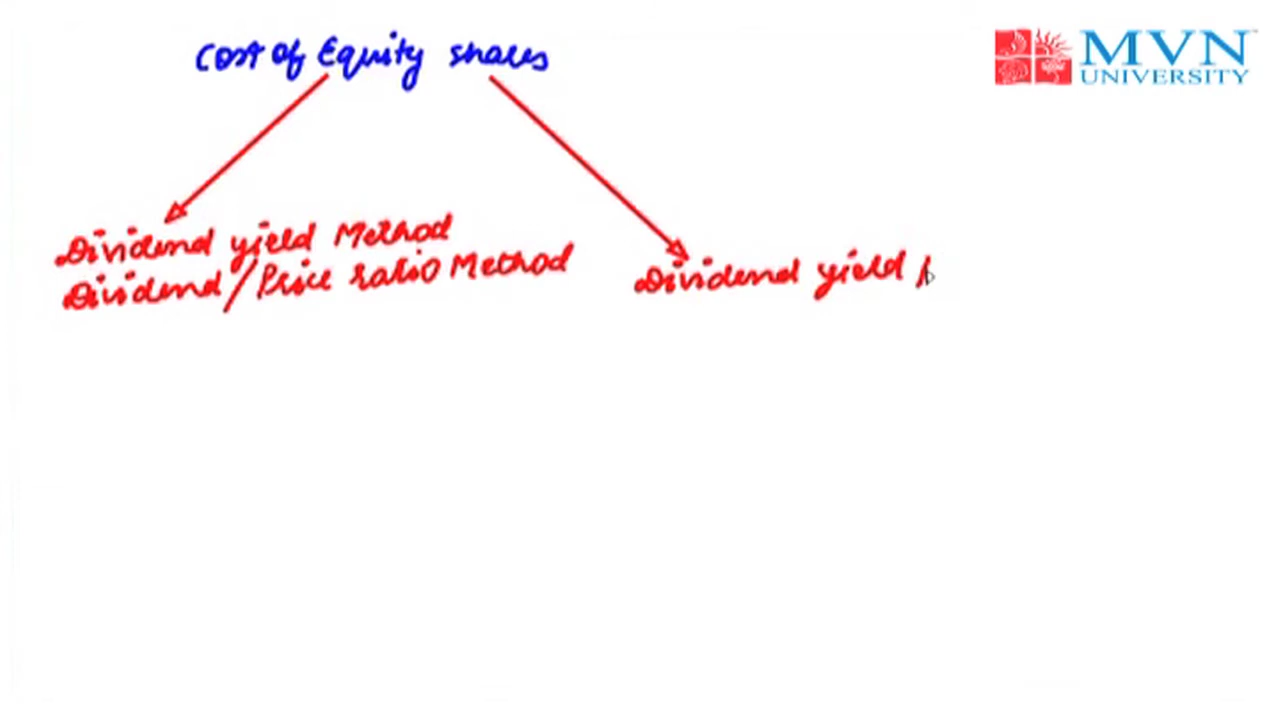 Cost of Equity shares
MVN
UNIVERSITY
Dividend yield Method
Dividend/Price ratio Method
Dividend yield